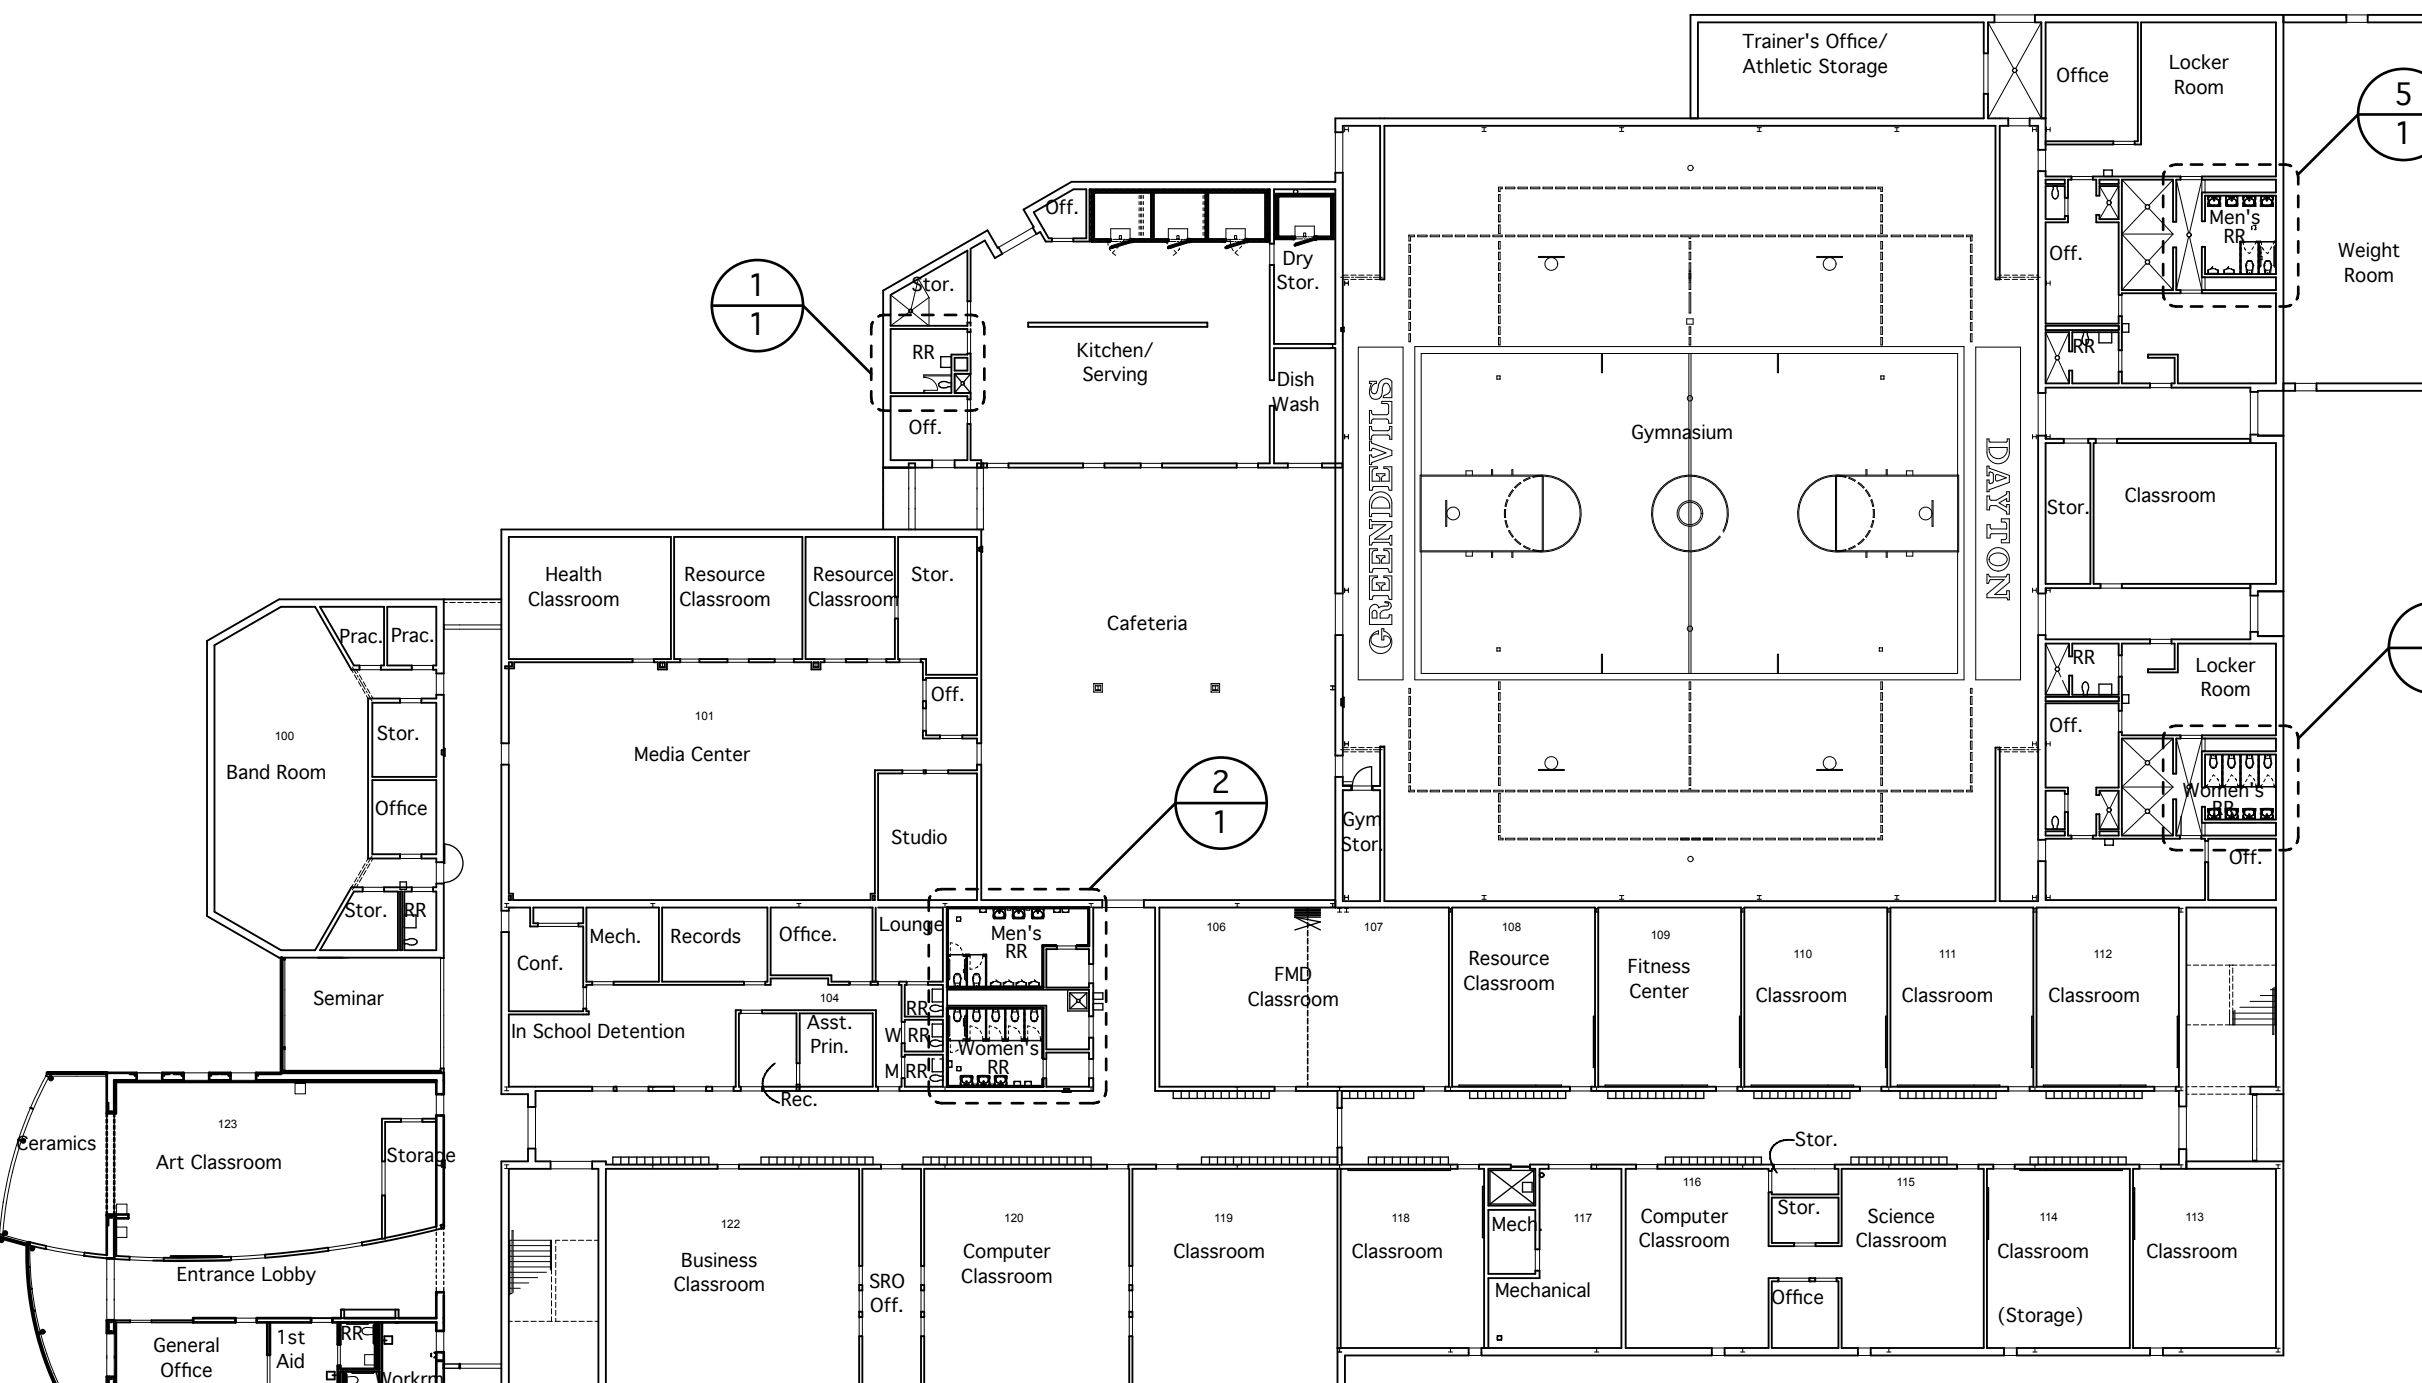 Trainer's Office/
Athletic Storage
Office
Locker
Room
5
1
Off.
Men's
RR
Weight
Room
Off.
Dry
Stor.
1
1
Stor.
RR
Kitchen/
Serving
Off.
Dish
Wash
RR
Gymnasium
GREENDEVILS
DAYTON
Stor.
Classroom
Health
Classroom
Resource
Classroom
Resource
Classroom
Stor.
Cafeteria
Prac.
Prac.
RR
Locker
Room
Off.
101
Media Center
Off.
100
Band Room
Stor.
Office
2
1
Women's
RR
Gym
Stor.
Studio
Off.
Stor.
RR
Conf.
Mech.
Records
Office.
Lounge
Men's
RR
106
107
FMD
Classroom
108
Resource
Classroom
109
Fitness
Center
110
Classroom
111
Classroom
112
Classroom
Seminar
104
In School Detention
Asst.
Prin.
RR
W
RR
M
RR
Women's
RR
Rec.
Ceramics
123
Art Classroom
Storage
Stor.
122
Business
Classroom
SRO
Off.
120
Computer
Classroom
119
Classroom
118
Classroom
Mech.
117
Mechanical
116
Computer
Classroom
Stor.
Office
115
Science
Classroom
114
Classroom
(Storage)
113
Classroom
Entrance Lobby
General
Office
1st
Aid
RR
Workrm